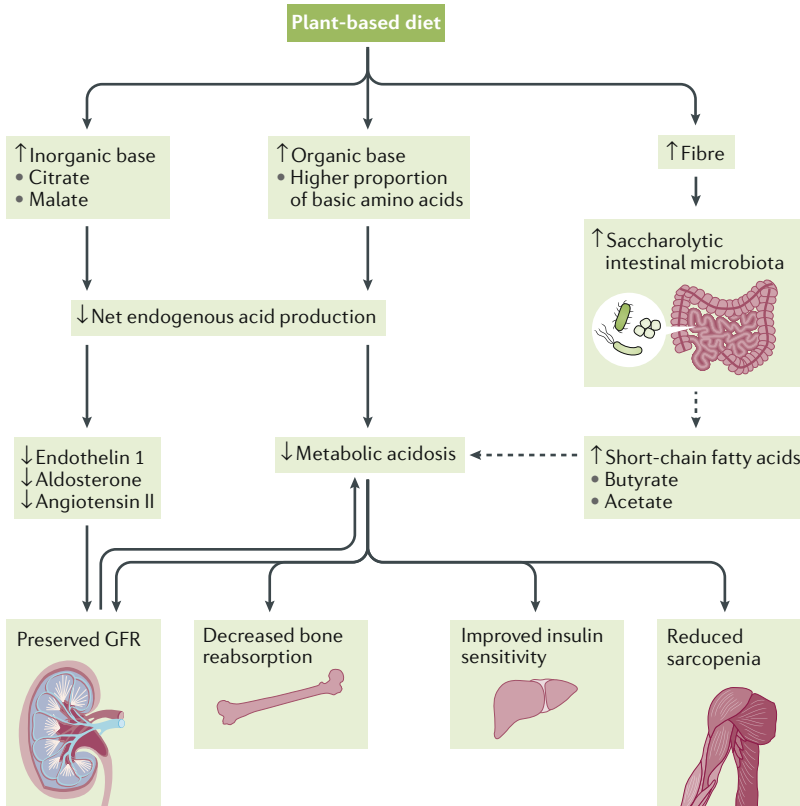 Plant-based diet
↑Inorganic base
• Citrate
• Malate
↑Organic base
• Higher proportion
of basic amino acids
↑Fibre
↑Saccharolytic
intestinal microbiota
↓Net endogenous acid production
↓Endothelin 1
↓Aldosterone
↓Angiotensin II
↓Metabolic acidosis
↑Short-chain fatty acids
• Butyrate
• Acetate
Preserved GFR
Decreased bone
reabsorption
Improved insulin
sensitivity
Reduced
sarcopenia